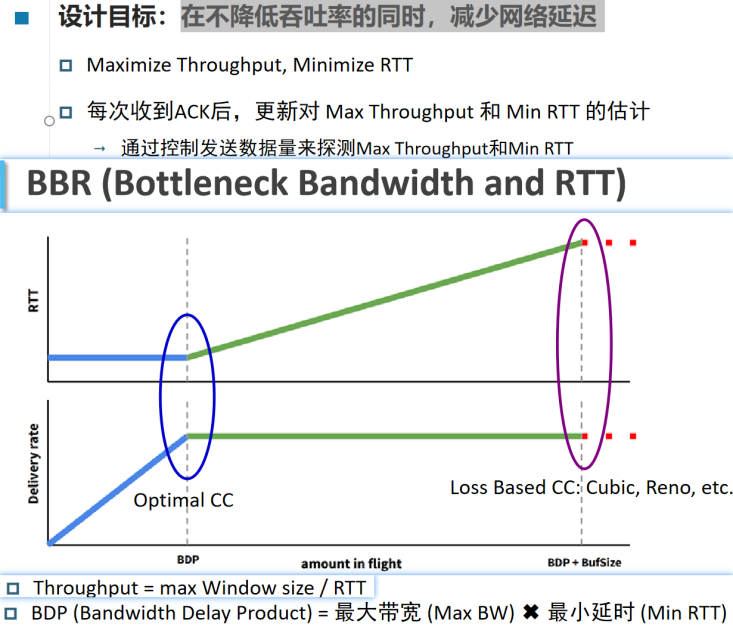 设计目标：在不降低吞吐率的同时，减少网络延迟
Maximize Throughput, Minimize RTT
每次收到ACK后，更新对 Max Throughput 和 Min RTT 的估计
→ 通过控制发送数据量来探测Max Throughput和Min RTT
BBR (Bottleneck Bandwidth and RTT)
RTT
Delivery rate
Optimal CC
Loss Based CC: Cubic, Reno, etc.
BDP
amount in flight
BDP + BufSize
Throughput = max Window size / RTT
BDP (Bandwidth Delay Product) = 最大带宽 (Max BW) ✖ 最小延时 (Min RTT)